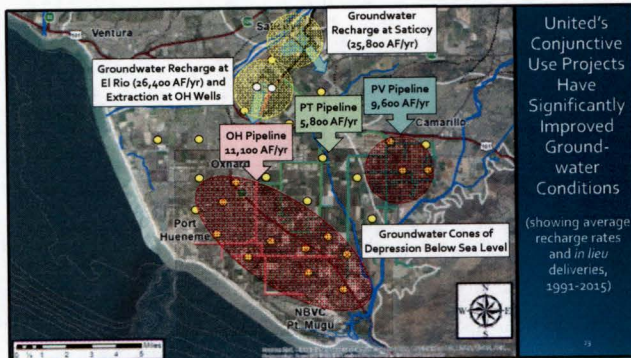 Ventura
Groundwater
Recharge at Saticoy
(25,800 AF/yr)
Groundwater Recharge at
El Rio (26,400 AF/yr) and
Extraction at OH Wells
PV Pipeline
9,600 AF/yr
PT Pipeline
5,800 AF/yr
Camarillo
OH Pipeline
11,100 AF/yr
Oxnard
Port
Hueneme
Groundwater Cones of
Depression Below Sea Level
NBVC
Pt. Mugu
N
W
E
S
Miles
United's
Conjunctive
Use Projects
Have
Significantly
Improved
Ground-
water
Conditions
(showing average
recharge rates
and in lieu
deliveries,
1991-2015)
23